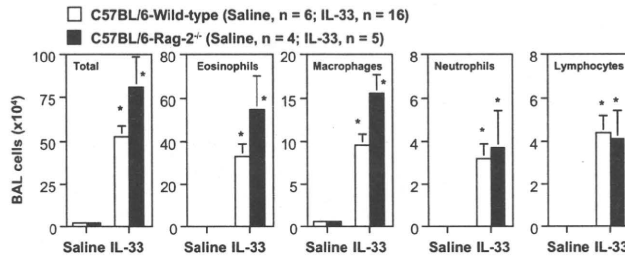 C57BL/6-Wild-type (Saline, n = 6; IL-33, n = 16)
C57BL/6-Rag-2-/- (Saline, n = 4; IL-33, n = 5)
BAL cells (x10⁴)
Total
100
75
50
25
0
* *
Saline IL-33
Eosinophils
80
60
40
20
0
* *
Saline IL-33
Macrophages
20
15
10
5
0
* *
Saline IL-33
Neutrophils
8
6
4
2
0
* *
Saline IL-33
Lymphocytes
8
6
4
2
0
* *
Saline IL-33